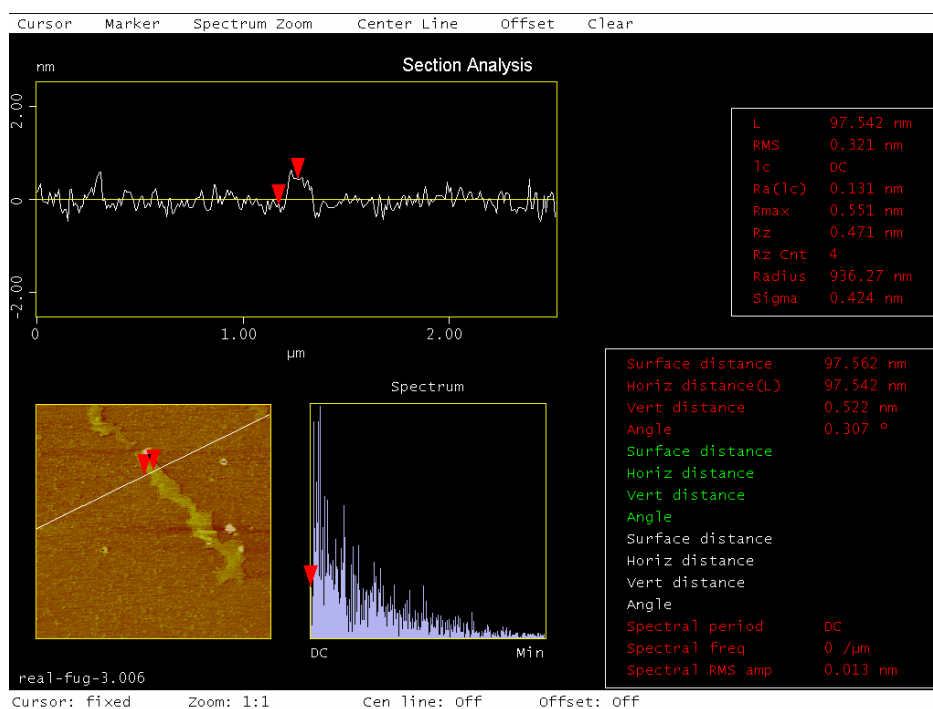 Cursor Marker Spectrum Zoom Center Line Offset Clear
Section Analysis
nm
2.00
0
-2.00
0 1.00 2.00
µm
L 97.542 nm
RMS 0.321 nm
lc DC
Ra(lc) 0.131 nm
Rmax 0.551 nm
Rz 0.471 nm
Rz Cnt 4
Radius 936.27 nm
Sigma 0.424 nm
Surface distance 97.562 nm
Horiz distance(L) 97.542 nm
Vert distance 0.522 nm
Angle 0.307 °
Surface distance
Horiz distance
Vert distance
Angle
Surface distance
Horiz distance
Vert distance
Angle
Spectral period DC
Spectral freq 0 /µm
Spectral RMS amp 0.013 nm
Spectrum
DC Min
real-fug-3.006
Cursor: fixed Zoom: 1:1 Cen line: Off Offset: Off